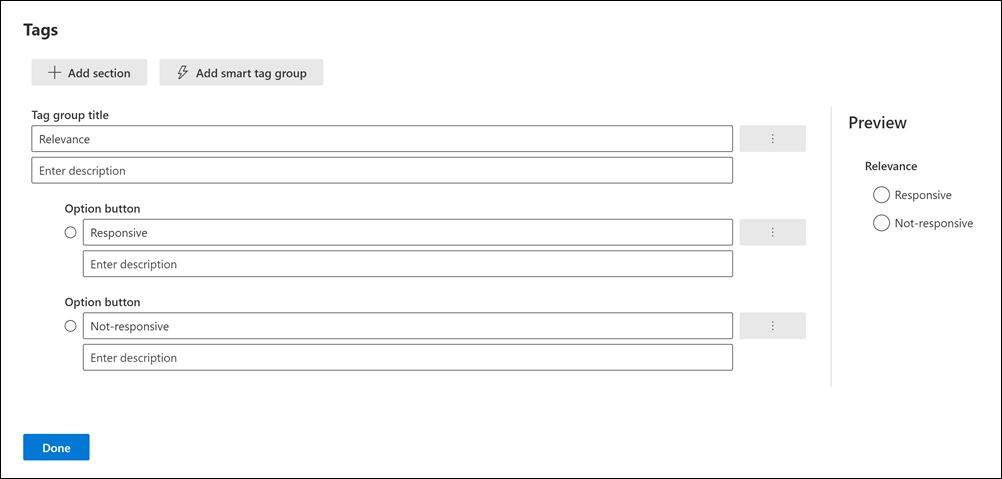 Tags
Add section Add smart tag group
Tag group title
Relevance
Enter description
Option button
Responsive
Enter description
Option button
Not-responsive
Enter description
Preview
Relevance
Responsive
Not-responsive
Done